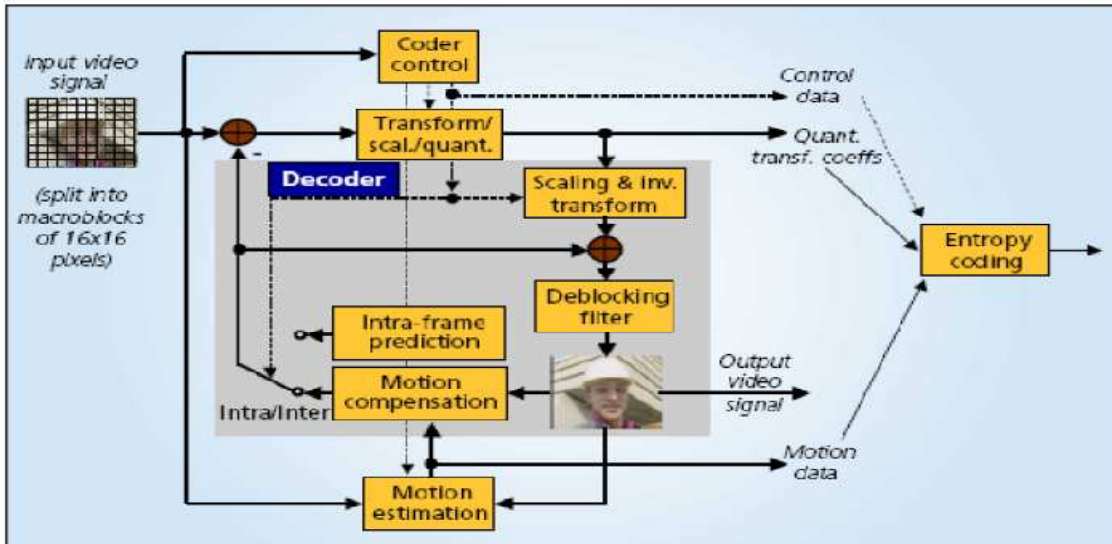 Input video
signal
(split into
macroblocks
of 16x16
pixels)
Coder
control
Transform/
scal./quant.
Decoder
Scaling & inv.
transform
Deblocking
filter
Intra-frame
prediction
Motion
compensation
Intra/Inter
Motion
estimation
Control
data
Quant.
transf. coeffs
Entropy
coding
Output
video
signal
Motion
data